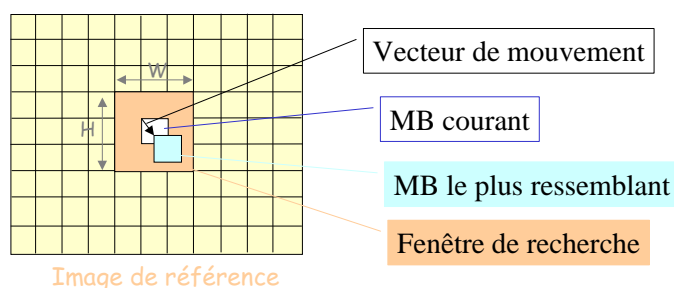 Vecteur de mouvement
W
MB courant
H
MB le plus ressemblant
Fenêtre de recherche
Image de référence